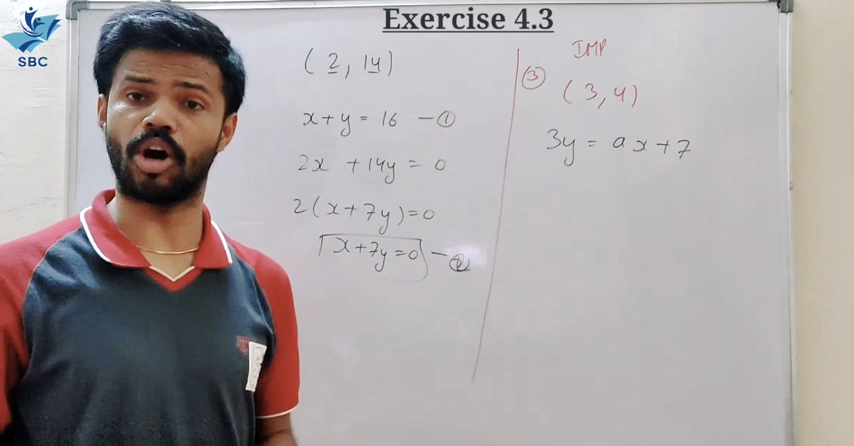 Exercise 4.3
SBC
(2, 14)
x + y = 16 — ①
2x + 14y = 0
2(x + 7y) = 0
x + 7y = 0 — ②
IMP
③ (3, 4)
3y = ax + 7